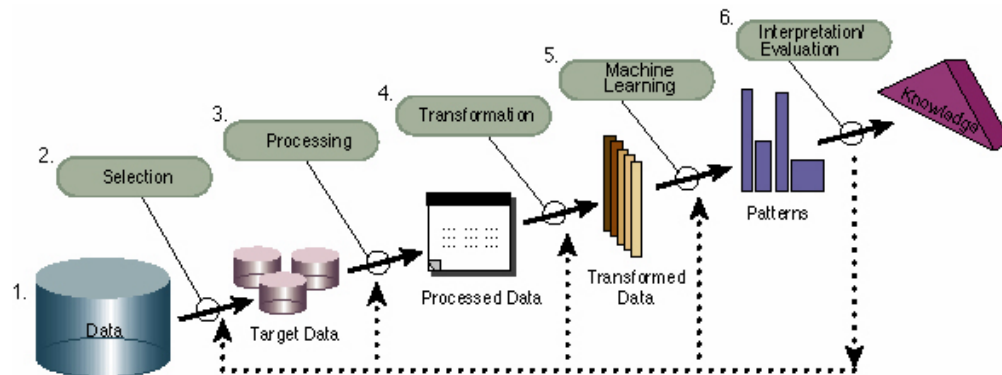 6.
Interpretation/
Evaluation
5.
Machine
Learning
Knowladge
4.
Transformation
3.
Processing
2.
Selection
Patterns
Transformed
Data
Processed Data
1.
Data
Target Data